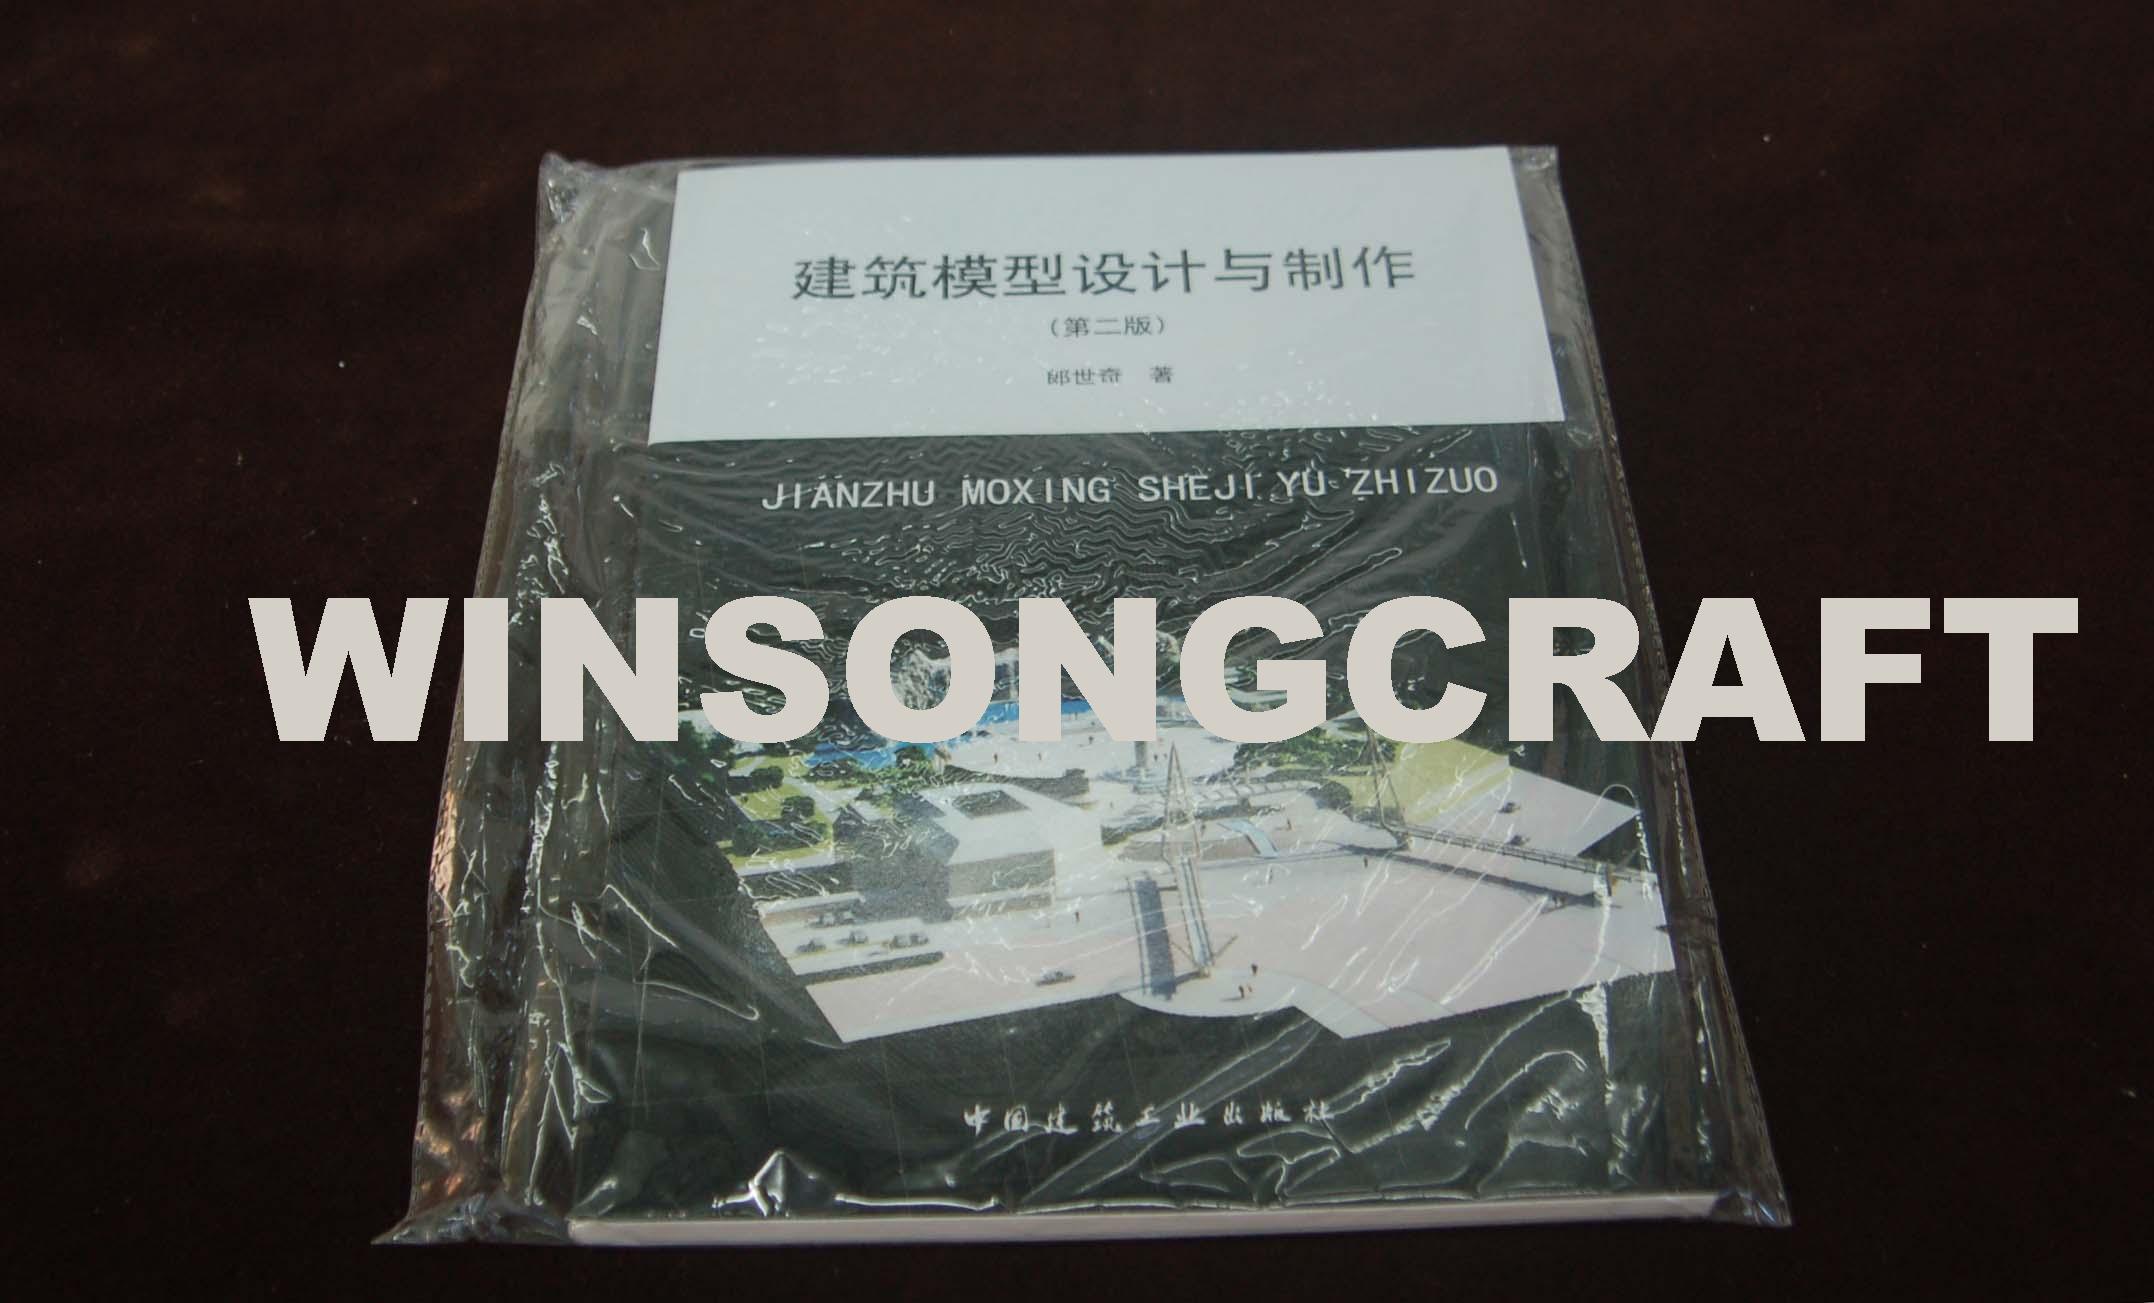 建筑模型设计与制作
（第二版）
郎世奇 著
JIANZHU MOXING SHEJI YU ZHIZUO
WINSONGCRAFT
中国建筑工业出版社